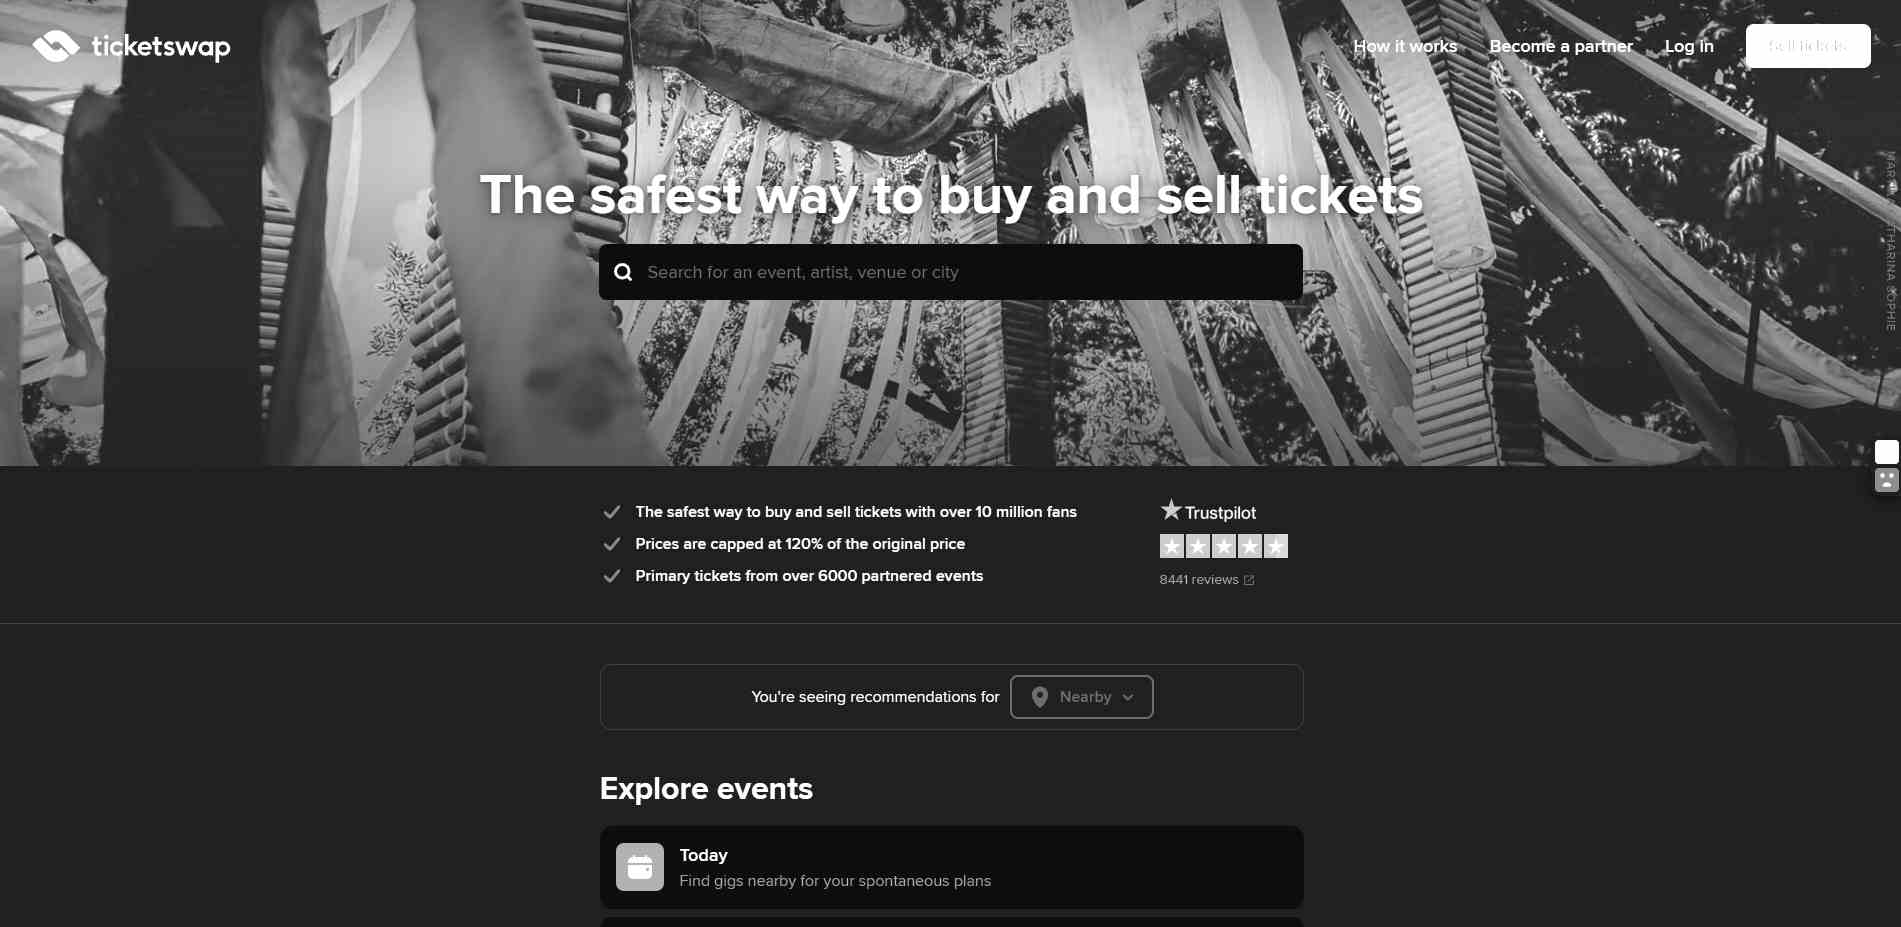 ticketswap
How it works
Become a partner
Log in
Sell tickets
The safest way to buy and sell tickets
Search for an event, artist, venue or city
The safest way to buy and sell tickets with over 10 million fans
Prices are capped at 120% of the original price
Primary tickets from over 6000 partnered events
Trustpilot
8441 reviews
You're seeing recommendations for
Nearby
Explore events
Today
Find gigs nearby for your spontaneous plans